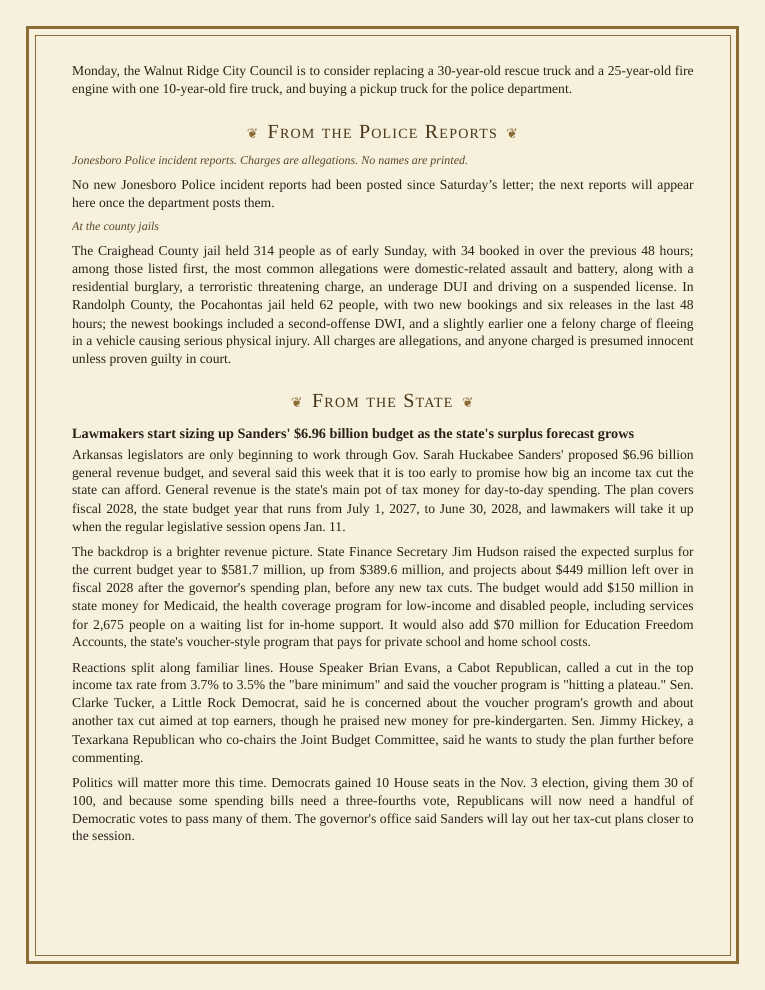 Monday, the Walnut Ridge City Council is to consider replacing a 30-year-old rescue truck and a 25-year-old fire
engine with one 10-year-old fire truck, and buying a pickup truck for the police department.
❦ From the Police Reports ❦
Jonesboro Police incident reports. Charges are allegations. No names are printed.
No new Jonesboro Police incident reports had been posted since Saturday’s letter; the next reports will appear
here once the department posts them.
At the county jails
The Craighead County jail held 314 people as of early Sunday, with 34 booked in over the previous 48 hours;
among those listed first, the most common allegations were domestic-related assault and battery, along with a
residential burglary, a terroristic threatening charge, an underage DUI and driving on a suspended license. In
Randolph County, the Pocahontas jail held 62 people, with two new bookings and six releases in the last 48
hours; the newest bookings included a second-offense DWI, and a slightly earlier one a felony charge of fleeing
in a vehicle causing serious physical injury. All charges are allegations, and anyone charged is presumed innocent
unless proven guilty in court.
❦ From the State ❦
Lawmakers start sizing up Sanders' $6.96 billion budget as the state's surplus forecast grows
Arkansas legislators are only beginning to work through Gov. Sarah Huckabee Sanders' proposed $6.96 billion
general revenue budget, and several said this week that it is too early to promise how big an income tax cut the
state can afford. General revenue is the state's main pot of tax money for day-to-day spending. The plan covers
fiscal 2028, the state budget year that runs from July 1, 2027, to June 30, 2028, and lawmakers will take it up
when the regular legislative session opens Jan. 11.
The backdrop is a brighter revenue picture. State Finance Secretary Jim Hudson raised the expected surplus for
the current budget year to $581.7 million, up from $389.6 million, and projects about $449 million left over in
fiscal 2028 after the governor's spending plan, before any new tax cuts. The budget would add $150 million in
state money for Medicaid, the health coverage program for low-income and disabled people, including services
for 2,675 people on a waiting list for in-home support. It would also add $70 million for Education Freedom
Accounts, the state's voucher-style program that pays for private school and home school costs.
Reactions split along familiar lines. House Speaker Brian Evans, a Cabot Republican, called a cut in the top
income tax rate from 3.7% to 3.5% the "bare minimum" and said the voucher program is "hitting a plateau." Sen.
Clarke Tucker, a Little Rock Democrat, said he is concerned about the voucher program's growth and about
another tax cut aimed at top earners, though he praised new money for pre-kindergarten. Sen. Jimmy Hickey, a
Texarkana Republican who co-chairs the Joint Budget Committee, said he wants to study the plan further before
commenting.
Politics will matter more this time. Democrats gained 10 House seats in the Nov. 3 election, giving them 30 of
100, and because some spending bills need a three-fourths vote, Republicans will now need a handful of
Democratic votes to pass many of them. The governor's office said Sanders will lay out her tax-cut plans closer to
the session.